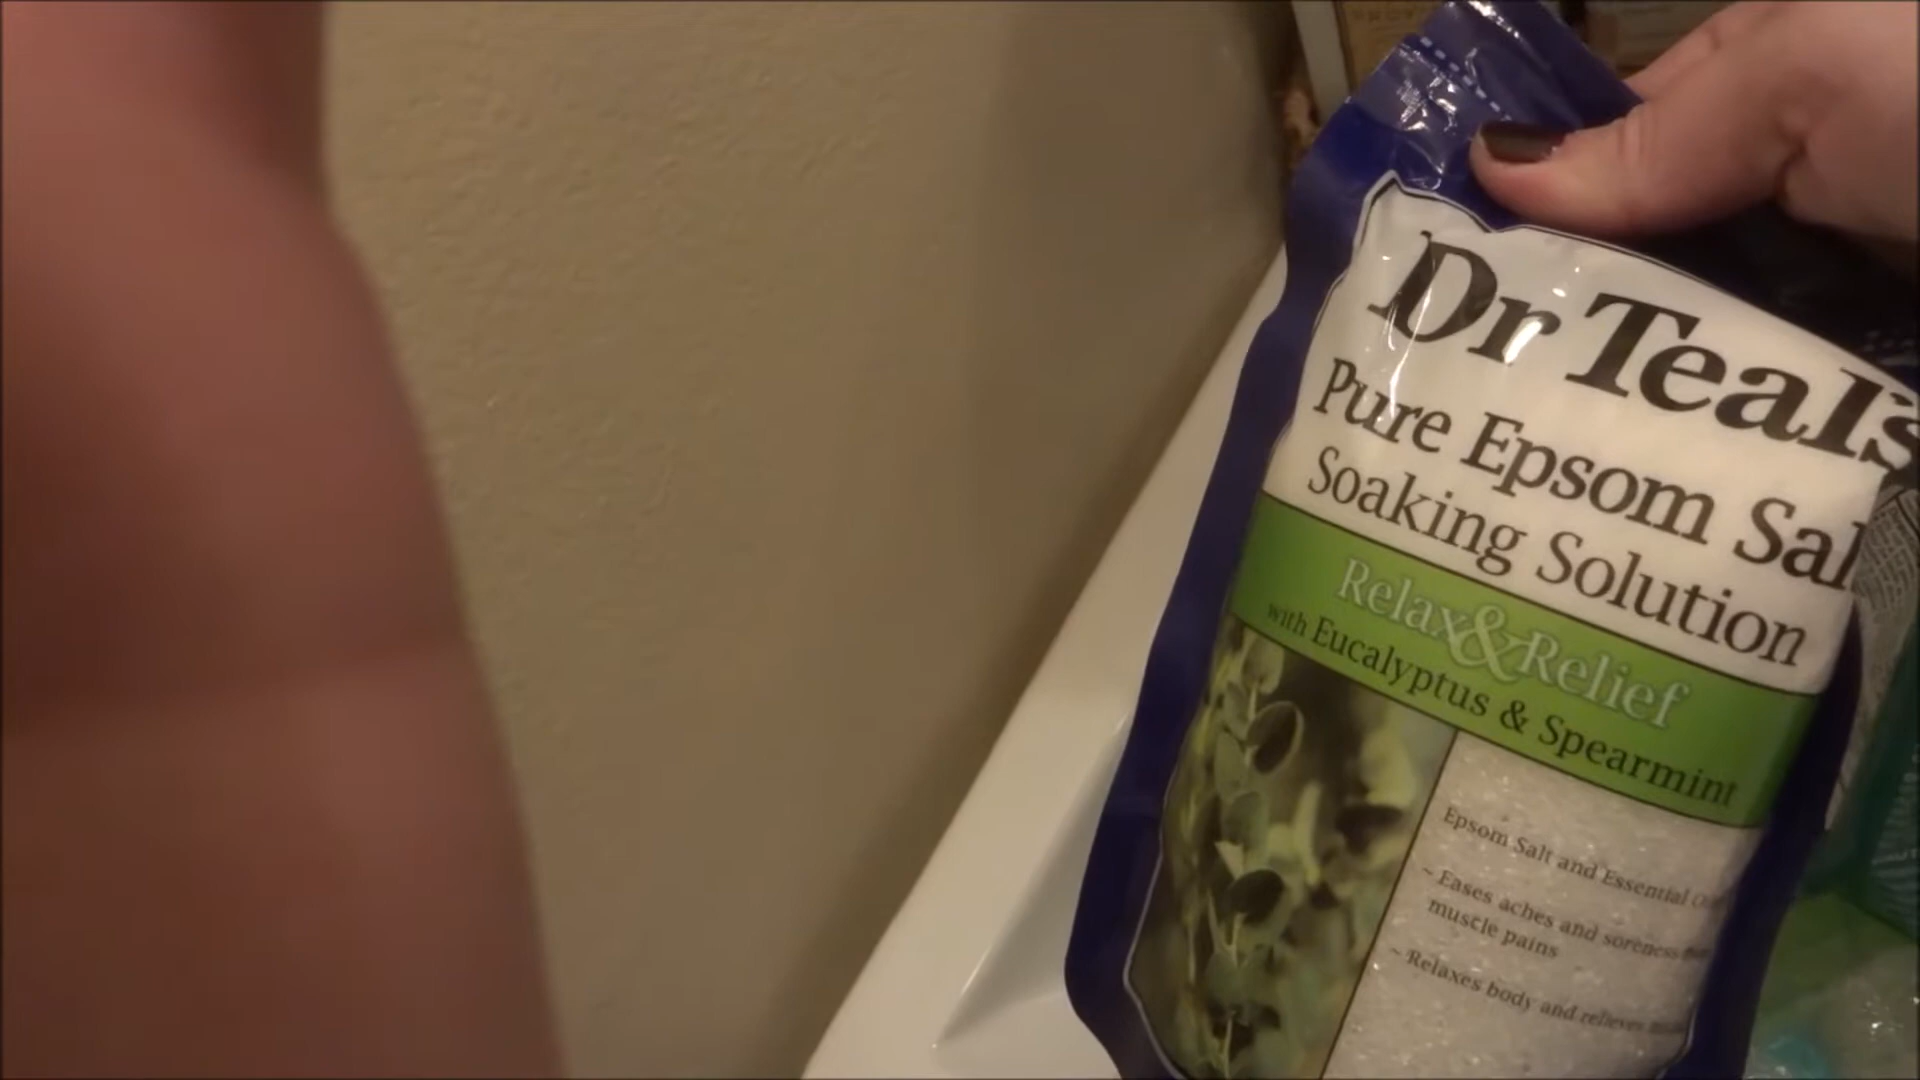 Dr Teal's
Pure Epsom Sal
Soaking Solution
Relax & Relief
with Eucalyptus & Spearmint
Epsom Salt and Essential
~ Eases aches and soreness
muscle pains
~ Relaxes body and relieves